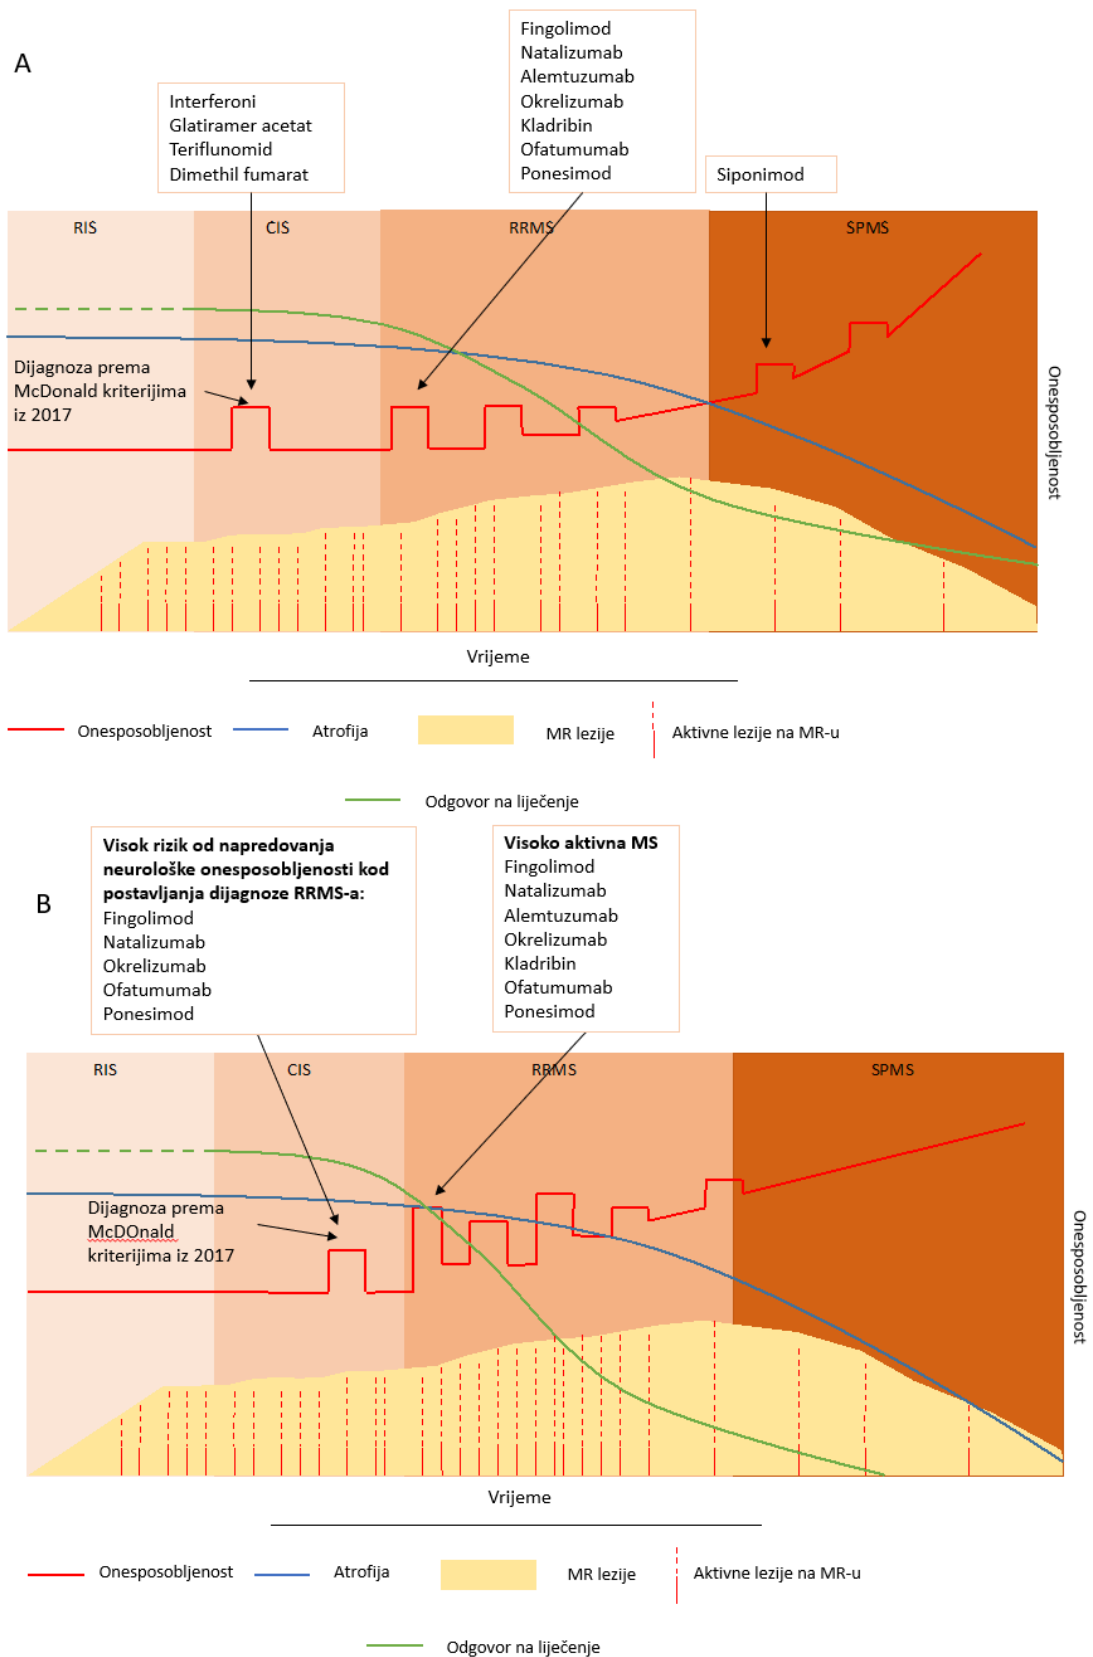 A
Fingolimod
Natalizumab
Alemtuzumab
Okrelizumab
Kladribin
Ofatumumab
Ponesimod
Interferoni
Glatiramer acetat
Teriflunomid
Dimethil fumarat
Siponimod
RIS
CIS
RRMS
SPMS
Dijagnoza prema
McDonald kriterijima
iz 2017
Onesposobljenost
Vrijeme
Onesposobljenost
Atrofija
MR lezije
Aktivne lezije na MR-u
Odgovor na liječenje
B
Visok rizik od napredovanja
neurološke onesposobljenosti kod
postavljanja dijagnoze RRMS-a:
Fingolimod
Natalizumab
Okrelizumab
Ofatumumab
Ponesimod
Visoko aktivna MS
Fingolimod
Natalizumab
Alemtuzumab
Okrelizumab
Kladribin
Ofatumumab
Ponesimod
RIS
CIS
RRMS
SPMS
Dijagnoza prema
McDOnald
kriterijima iz 2017
Onesposobljenost
Vrijeme
Onesposobljenost
Atrofija
MR lezije
Aktivne lezije na MR-u
Odgovor na liječenje